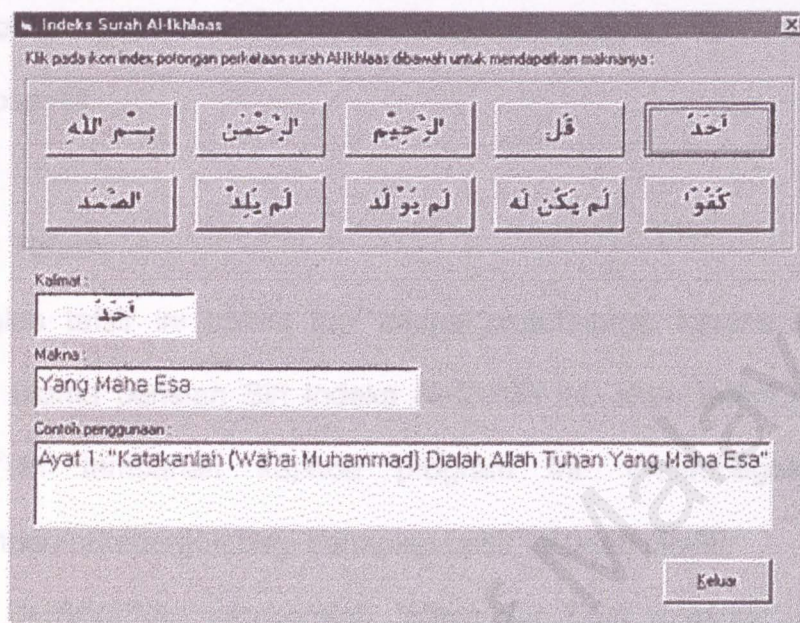 Indeks Surah Al-Ikhlaas
Klik pada ikon index potongan perkataan surah Al-Ikhlaas dibawah untuk mendapatkan maknanya :
بِسْمِ اللهِ الرَّحْمٰنِ الرَّحِيْمِ قُل اَحَدٌ
الصَّمَد لَم يَلِدْ لَم يُوْلَد لَم يَكُن لَه كُفُوًا
Kalimat :
اَحَدٌ
Makna :
Yang Maha Esa
Contoh penggunaan :
Ayat 1: "Katakanlah (Wahai Muhammad) Dialah Allah Tuhan Yang Maha Esa"
Keluar